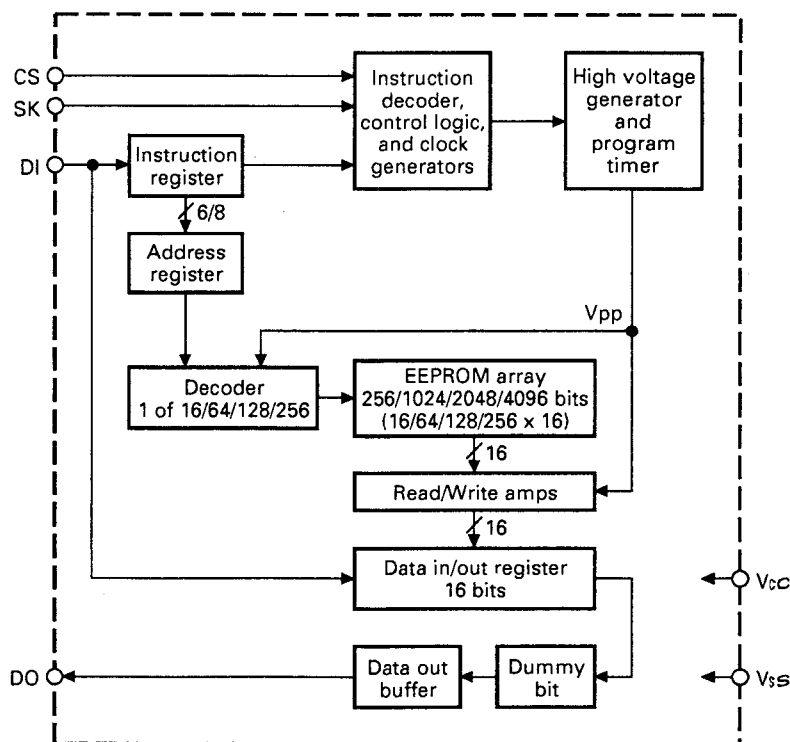 CS
SK
DI
Instruction
decoder,
control logic,
and clock
generators
High voltage
generator
and
program
timer
Instruction
register
6/8
Address
register
Vpp
Decoder
1 of 16/64/128/256
EEPROM array
256/1024/2048/4096 bits
(16/64/128/256 x 16)
16
Read/Write amps
16
Data in/out register
16 bits
Vcc
DO
Data out
buffer
Dummy
bit
Vss